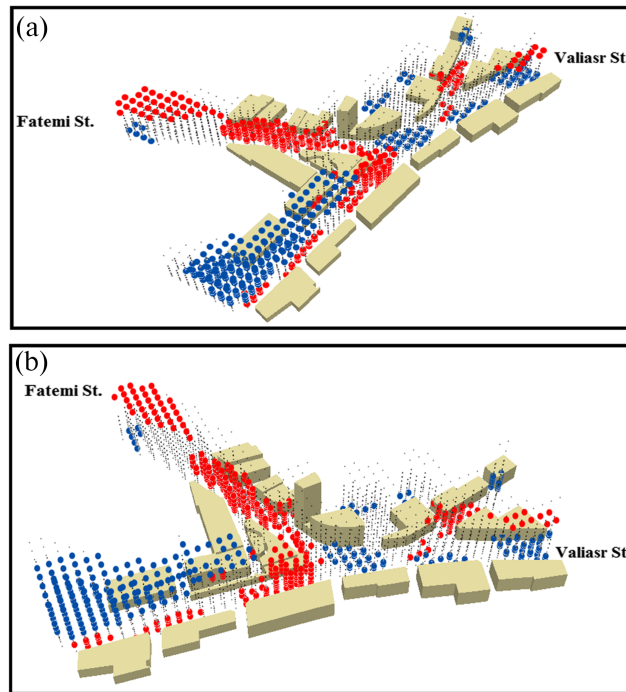 (a)
Valiasr St.
Fatemi St.
(b)
Fatemi St.
Valiasr St